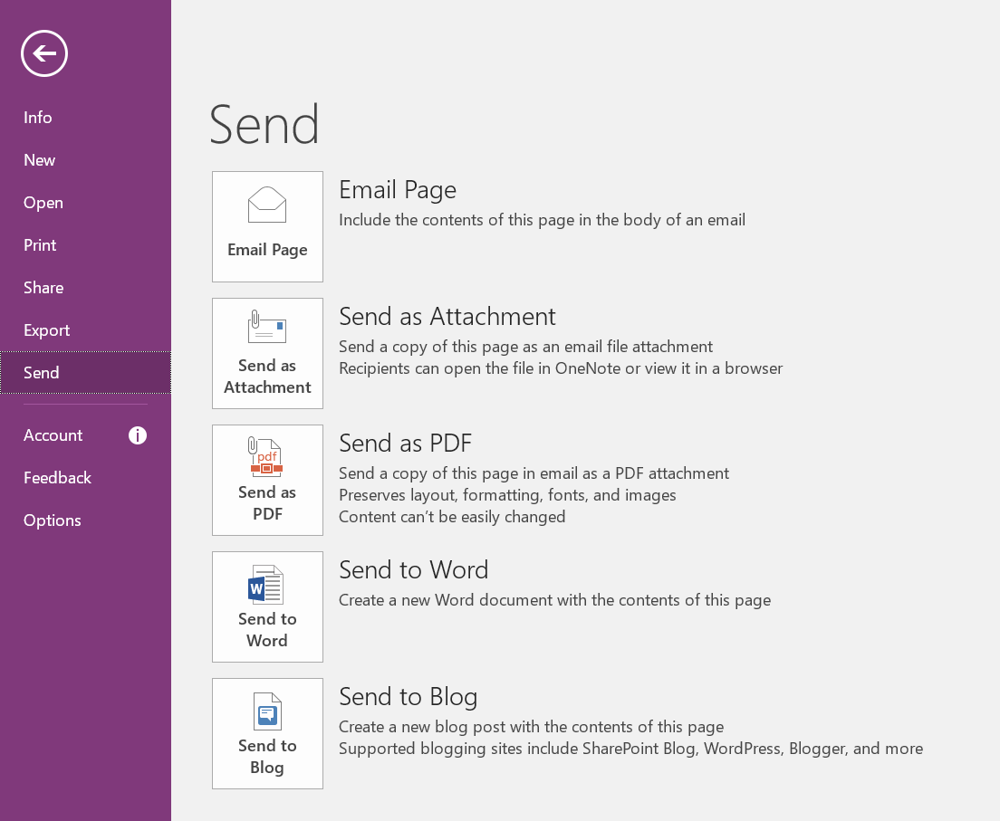 Info
New
Open
Print
Share
Export
Send
Account
Feedback
Options
Send
Email Page
Email Page
Include the contents of this page in the body of an email
Send as
Attachment
Send as Attachment
Send a copy of this page as an email file attachment
Recipients can open the file in OneNote or view it in a browser
pdf
Send as
PDF
Send as PDF
Send a copy of this page in email as a PDF attachment
Preserves layout, formatting, fonts, and images
Content can’t be easily changed
W
Send to
Word
Send to Word
Create a new Word document with the contents of this page
Send to
Blog
Send to Blog
Create a new blog post with the contents of this page
Supported blogging sites include SharePoint Blog, WordPress, Blogger, and more